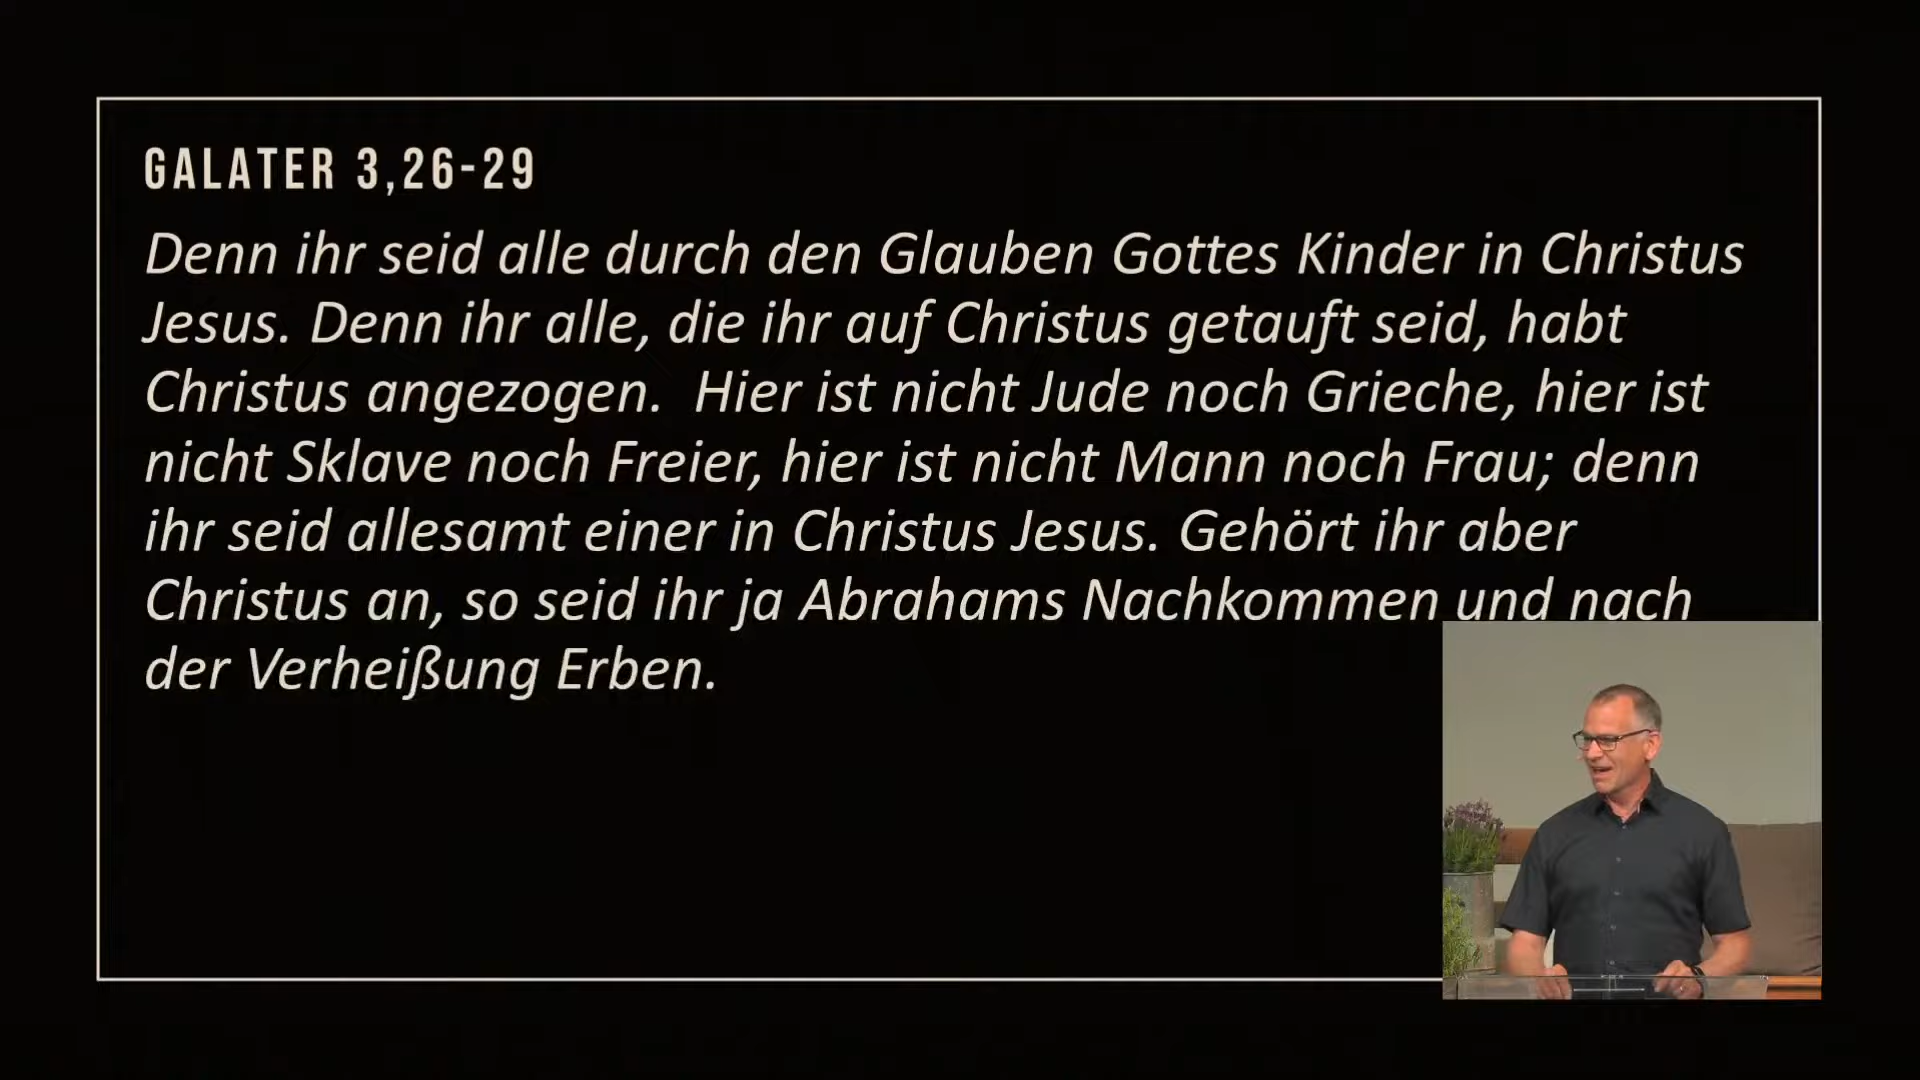 GALATER 3,26-29
Denn ihr seid alle durch den Glauben Gottes Kinder in Christus
Jesus. Denn ihr alle, die ihr auf Christus getauft seid, habt
Christus angezogen.  Hier ist nicht Jude noch Grieche, hier ist
nicht Sklave noch Freier, hier ist nicht Mann noch Frau; denn
ihr seid allesamt einer in Christus Jesus. Gehört ihr aber
Christus an, so seid ihr ja Abrahams Nachkommen und nach
der Verheißung Erben.